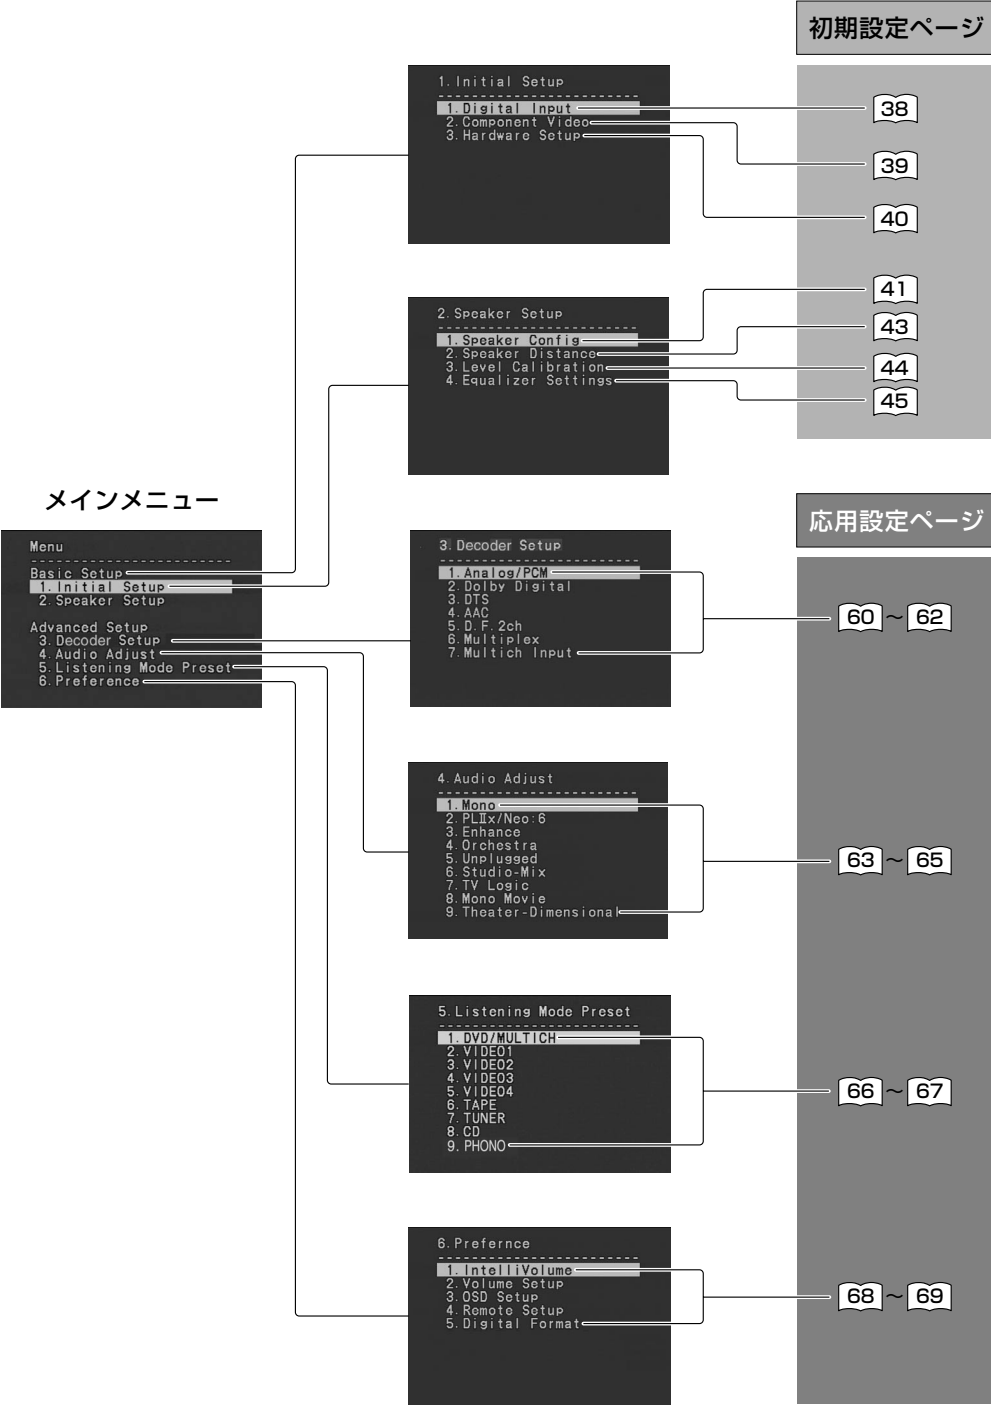 初期設定ページ
1.Initial Setup
1.Digital Input
2.Component Video
3.Hardware Setup
38
39
40
2.Speaker Setup
1.Speaker Config
2.Speaker Distance
3.Level Calibration
4.Equalizer Settings
41
43
44
45
メインメニュー
Menu
Basic Setup
1.Initial Setup
2.Speaker Setup
Advanced Setup
3.Decoder Setup
4.Audio Adjust
5.Listening Mode Preset
6.Preference
応用設定ページ
3.Decoder Setup
1.Analog/PCM
2.Dolby Digital
3.DTS
4.AAC
5.D.F.2ch
6.Multiplex
7.Multich Input
60～62
4.Audio Adjust
1.Mono
2.PLⅡx/Neo:6
3.Enhance
4.Orchestra
5.Unplugged
6.Studio-Mix
7.TV Logic
8.Mono Movie
9.Theater-Dimensional
63～65
5.Listening Mode Preset
1.DVD/MULTICH
2.VIDEO1
3.VIDEO2
4.VIDEO3
5.VIDEO4
6.TAPE
7.TUNER
8.CD
9.PHONO
66～67
6.Prefernce
1.IntelliVolume
2.Volume Setup
3.OSD Setup
4.Remote Setup
5.Digital Format
68～69